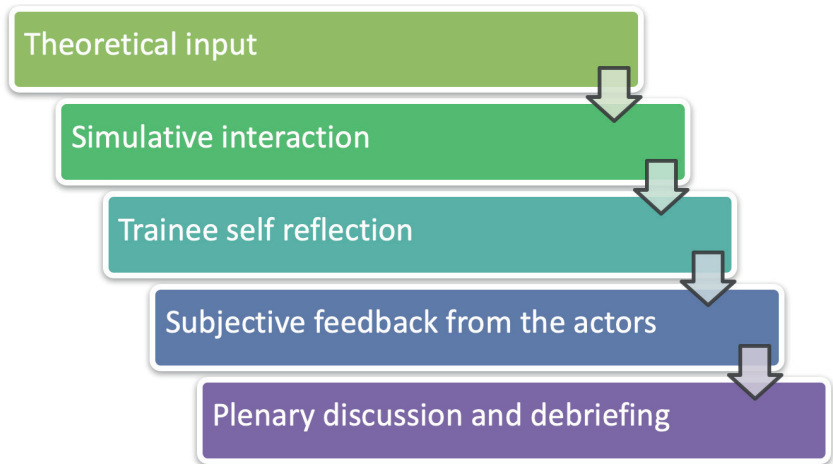 Theoretical input
Simulative interaction
Trainee self reflection
Subjective feedback from the actors
Plenary discussion and debriefing